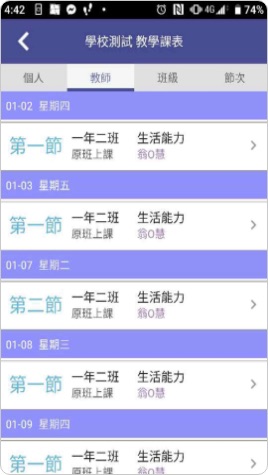 4:42 4G 74%
學校測試 教學課表
個人 教師 班級 節次
01-02 星期四
第一節 一年二班 生活能力
原班上課 翁O慧
01-03 星期五
第一節 一年二班 生活能力
原班上課 翁O慧
01-07 星期二
第二節 一年二班 生活能力
原班上課 翁O慧
01-08 星期三
第一節 一年二班 生活能力
原班上課 翁O慧
01-09 星期四
第一節 一年二班 生活能力
原班上課 翁O慧